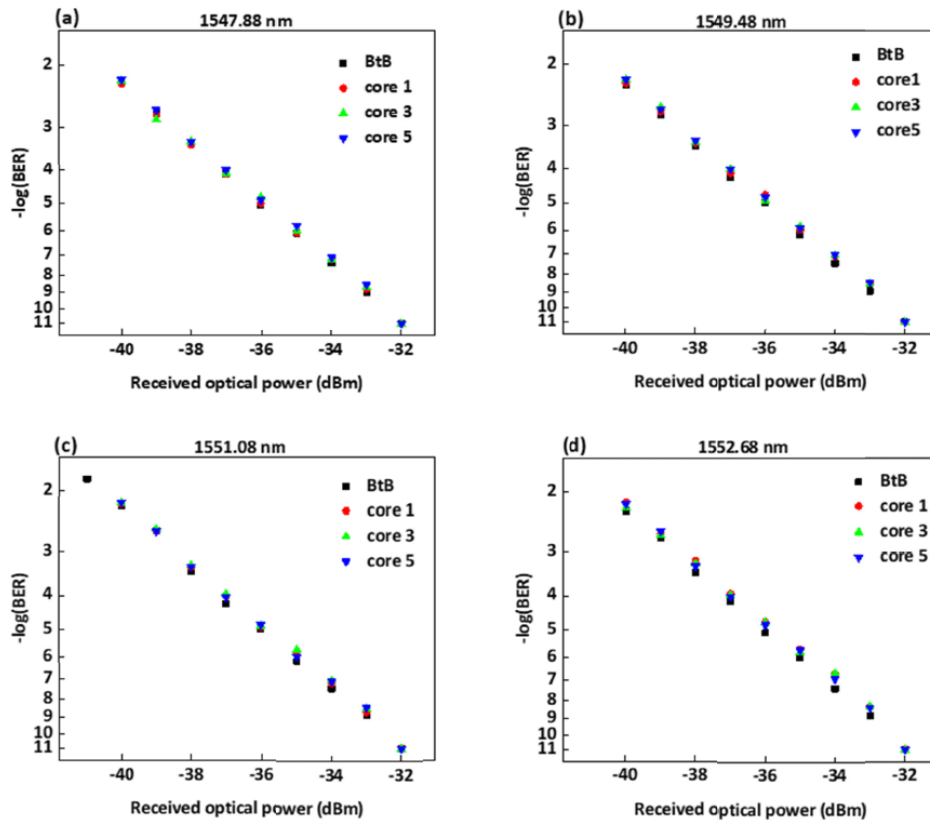 (a)
1547.88 nm
BtB
core 1
core 3
core 5
-log(BER)
2
3
4
5
6
7
8
9
10
11
-40
-38
-36
-34
-32
Received optical power (dBm)
(b)
1549.48 nm
BtB
core1
core3
core5
-log(BER)
2
3
4
5
6
7
8
9
10
11
-40
-38
-36
-34
-32
Received optical power (dBm)
(c)
1551.08 nm
BtB
core 1
core 3
core 5
-log(BER)
2
3
4
5
6
7
8
9
10
11
-40
-38
-36
-34
-32
Received optical power (dBm)
(d)
1552.68 nm
BtB
core 1
core 3
core 5
-log(BER)
2
3
4
5
6
7
8
9
10
11
-40
-38
-36
-34
-32
Received optical power (dBm)